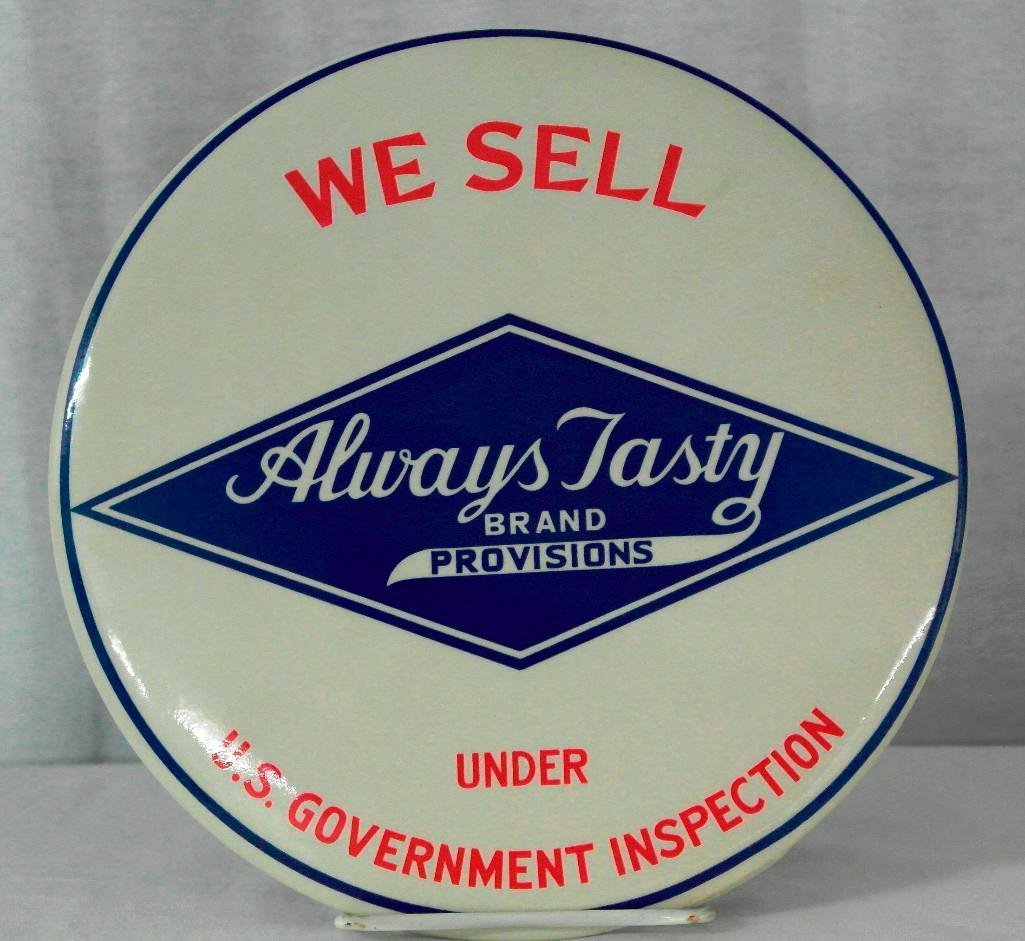 WE SELL
Always Tasty
BRAND
PROVISIONS
UNDER
U.S. GOVERNMENT INSPECTION